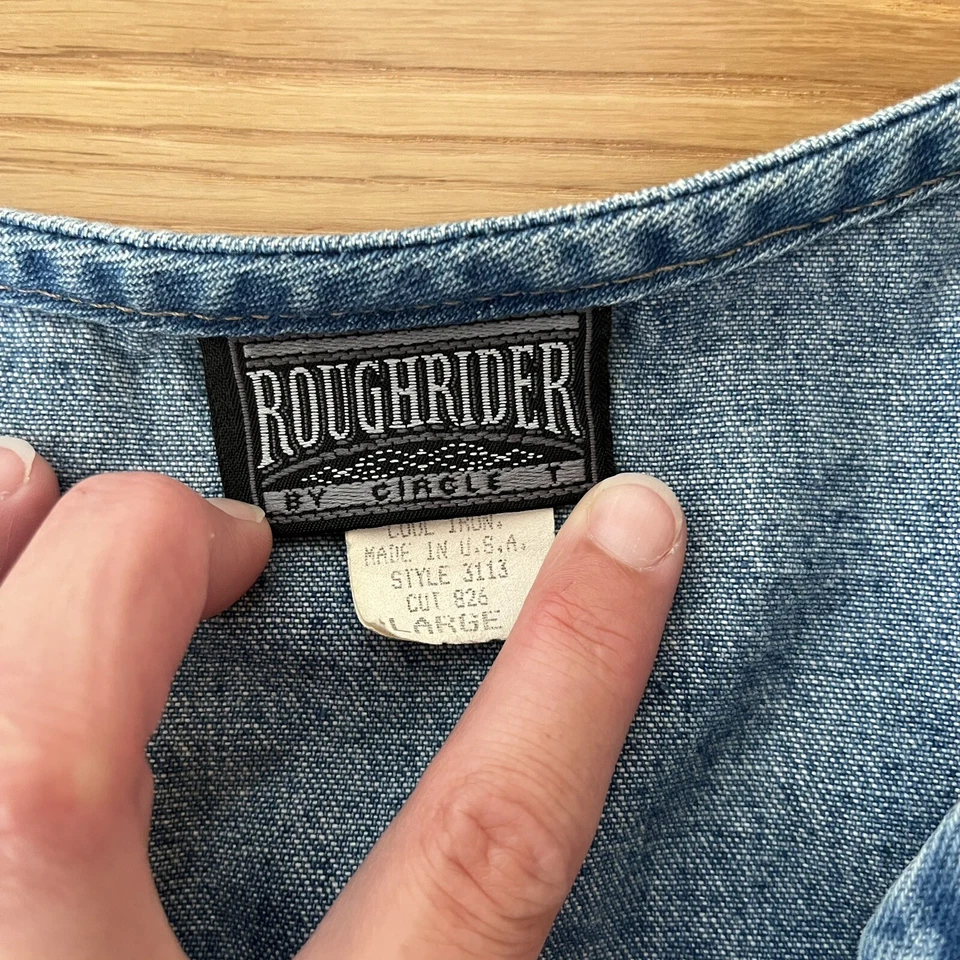 ROUGHRIDER
BY CIRCLE T
COOL IRON.
MADE IN U.S.A.
STYLE 3113
CUT 826
LARGE